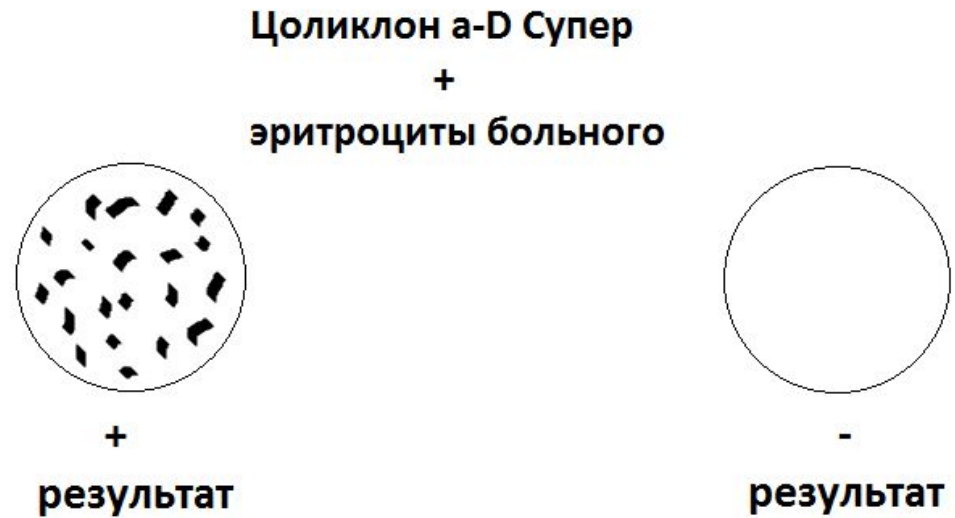 Цоликлон a-D Супер
+
эритроциты больного
+
результат
-
результат